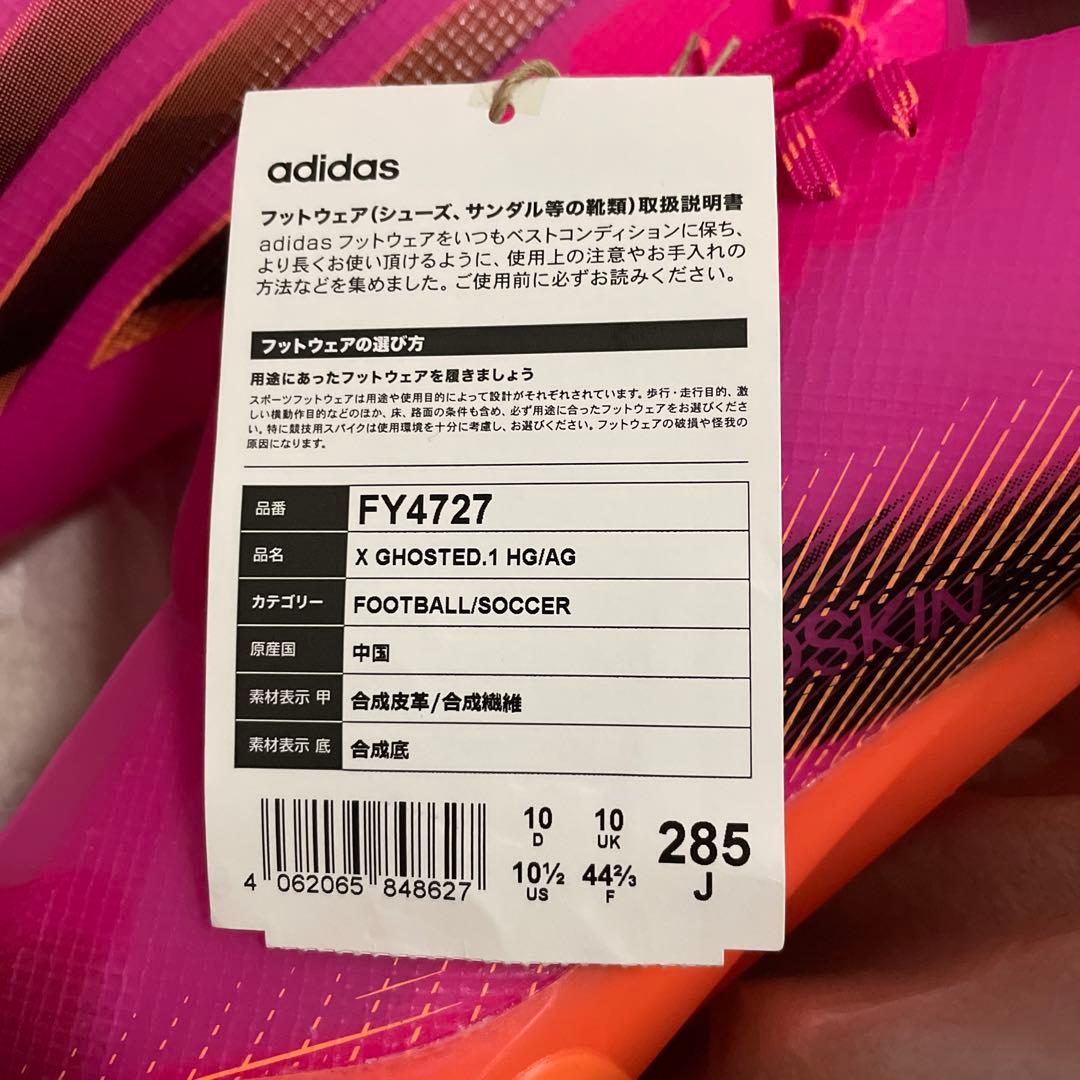 adidas
フットウェア(シューズ、サンダル等の靴類)取扱説明書
adidas フットウェアをいつもベストコンディションに保ち、
より長くお使い頂けるように、使用上の注意やお手入れの
方法などを集めました。ご使用前に必ずお読みください。
フットウェアの選び方
用途にあったフットウェアを履きましょう
スポーツフットウェアは用途や使用目的によって設計がそれぞれされています。歩行・走行目的、激
しい横動作目的などのほか、床、路面の条件も含め、必ず用途に合ったフットウェアをお選びくださ
い。特に競技用スパイクは使用環境を十分に考慮し、お選びください。フットウェアの破損や怪我の
原因になります。
品番 FY4727
品名 X GHOSTED.1 HG/AG
カテゴリー FOOTBALL/SOCCER
原産国 中国
素材表示 甲 合成皮革/合成繊維
素材表示 底 合成底
10 10 285
D UK J
10½ 44⅔
US F
4 062065 848627